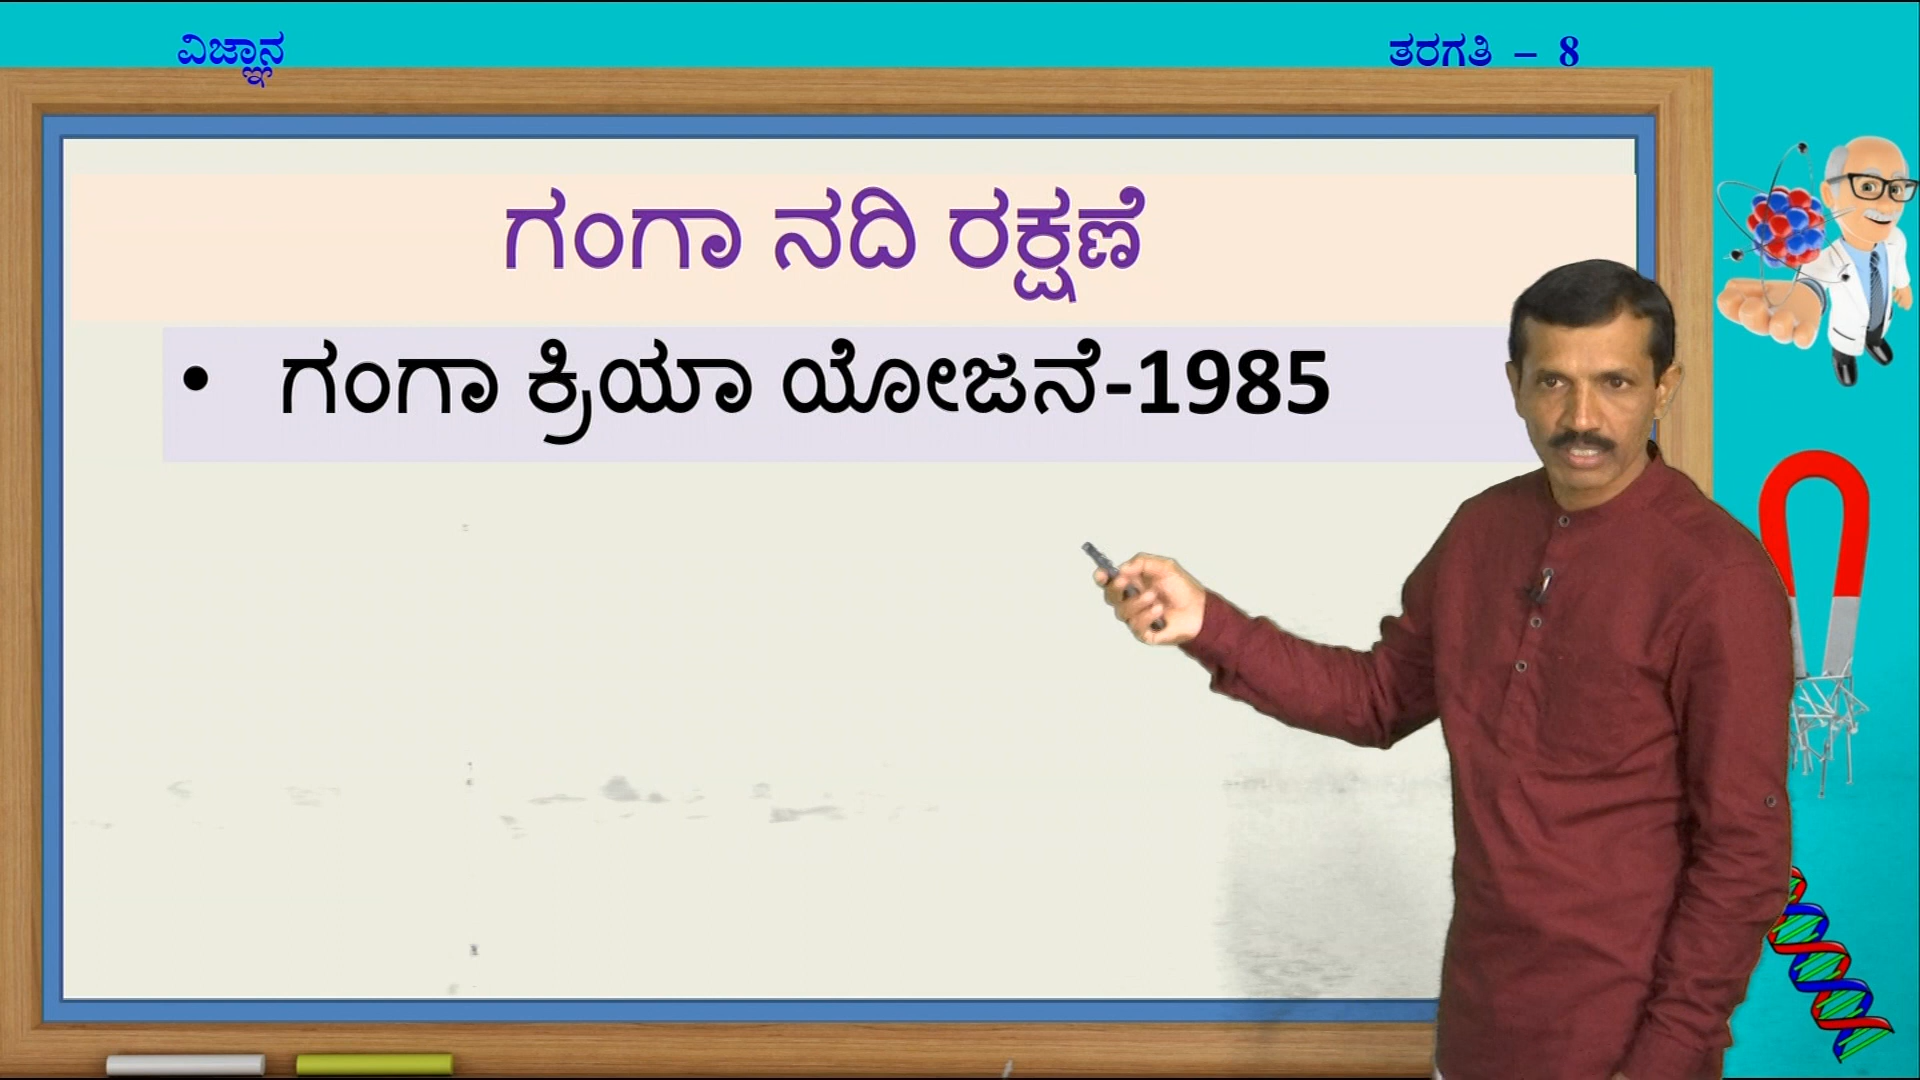 ವಿಜ್ಞಾನ
ತರಗತಿ – 8
ಗಂಗಾ ನದಿ ರಕ್ಷಣೆ
• ಗಂಗಾ ಕ್ರಿಯಾ ಯೋಜನೆ-1985